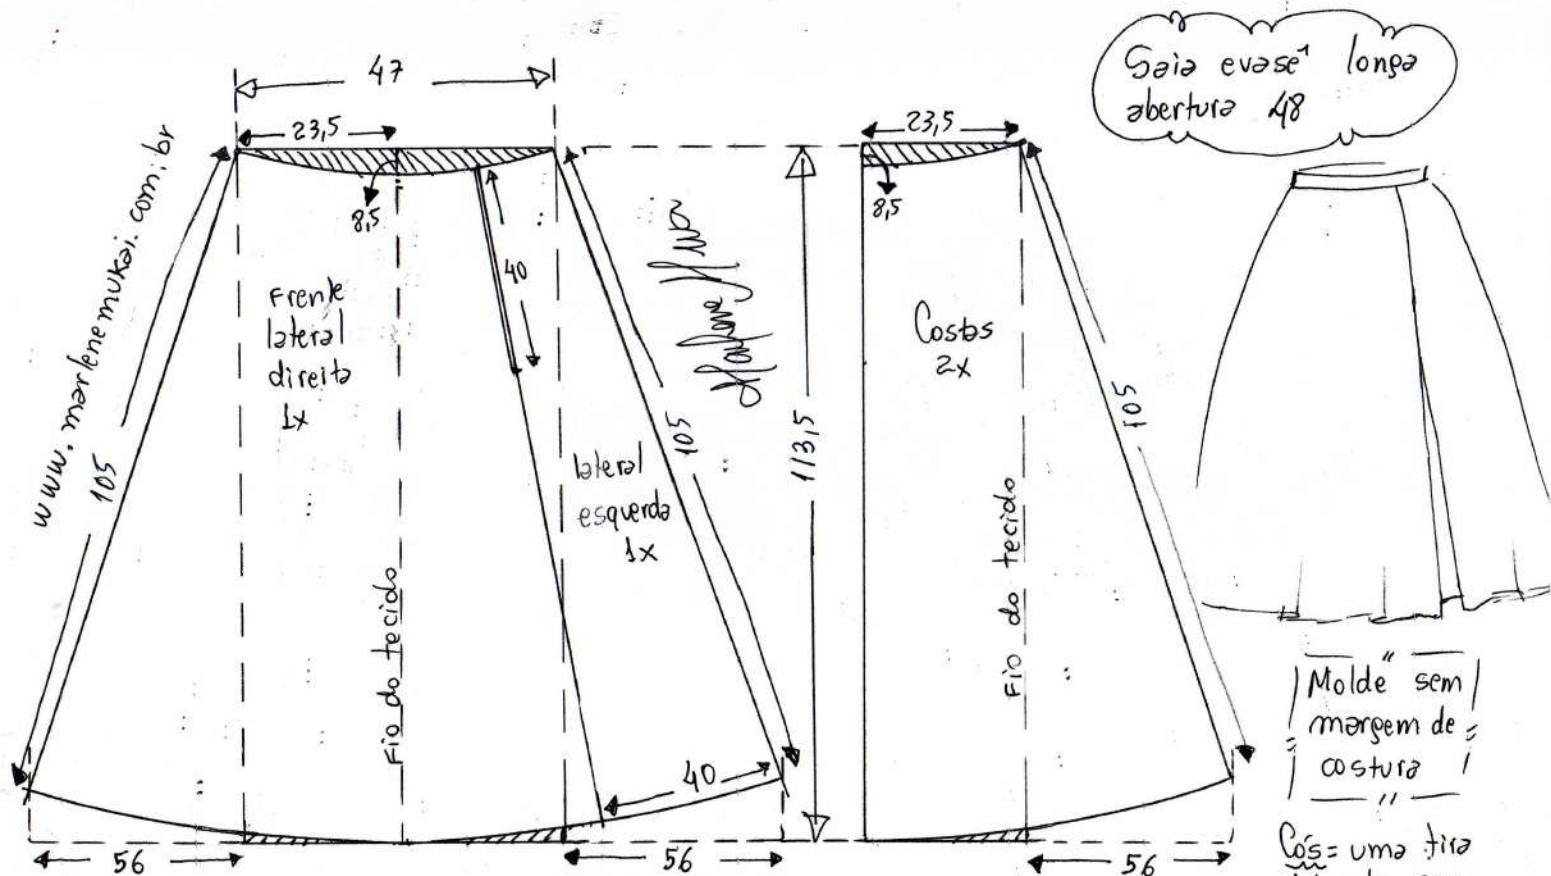 47
23,5
8,5
40
www.marlenemukai.com.br
105
Frente
lateral
direita
1x
Fio do tecido
lateral
esquerda
1x
105
40
56
56
113,5
23,5
8,5
Costas
2x
Fio do tecido
105
56
Saia evasê longa
abertura 48
"Molde" sem
margem de
costura
Cós = uma tira